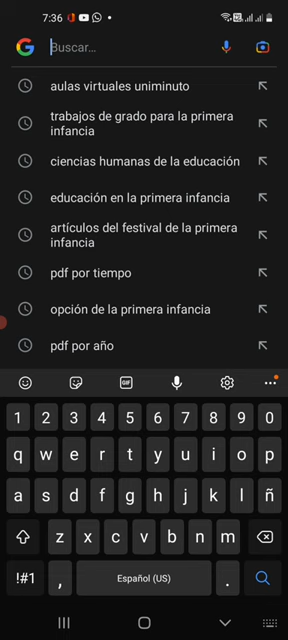 7:36
Buscar...
aulas virtuales uniminuto
trabajos de grado para la primera
infancia
ciencias humanas de la educación
educación en la primera infancia
artículos del festival de la primera
infancia
pdf por tiempo
opción de la primera infancia
pdf por año
GIF
1 2 3 4 5 6 7 8 9 0
q w e r t y u i o p
a s d f g h j k l ñ
z x c v b n m
!#1 , Español (US) .